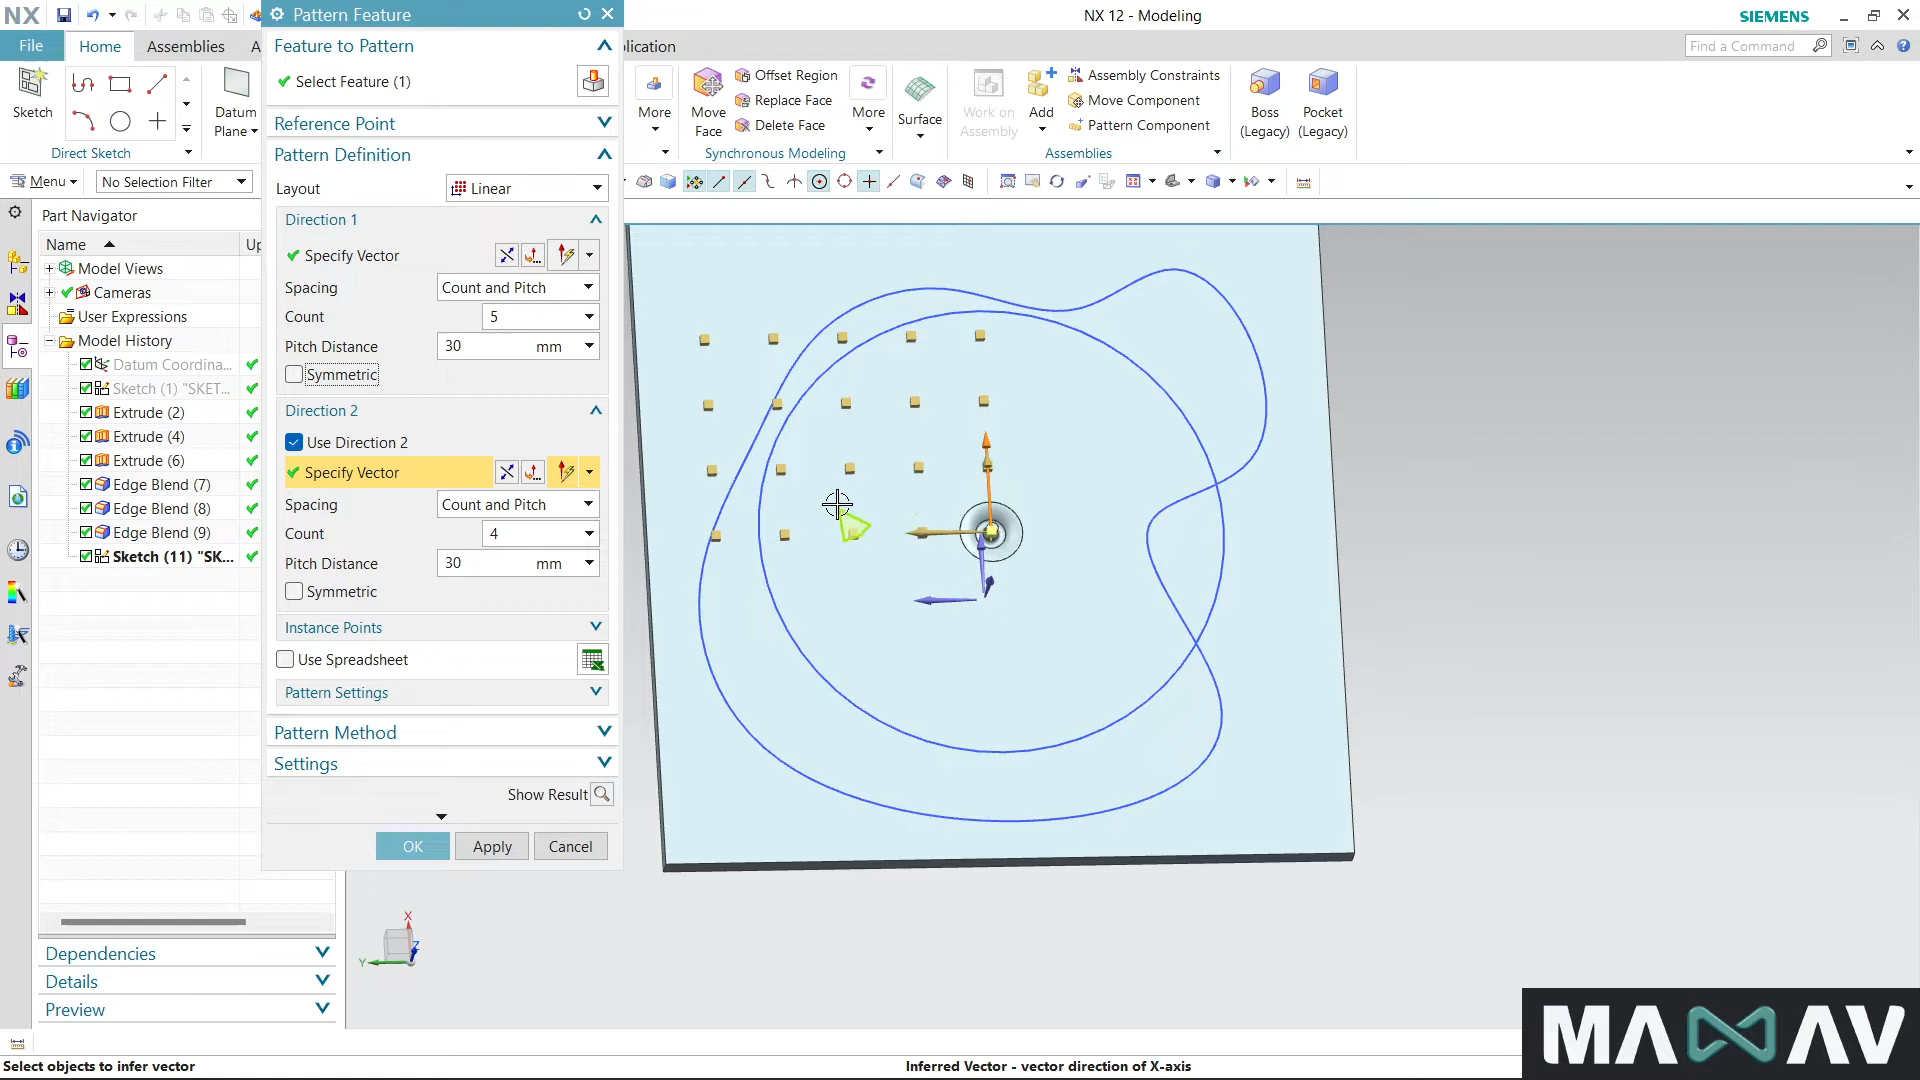 NX
Pattern Feature
NX 12 - Modeling
SIEMENS
File
Home
Assemblies
A
lication
Find a Command
Feature to Pattern
Select Feature (1)
Reference Point
Pattern Definition
Layout
Linear
Direction 1
Specify Vector
Spacing
Count and Pitch
Count
5
Pitch Distance
30
mm
Symmetric
Direction 2
Use Direction 2
Specify Vector
Spacing
Count and Pitch
Count
4
Pitch Distance
30
mm
Symmetric
Instance Points
Use Spreadsheet
Pattern Settings
Pattern Method
Settings
Show Result
OK
Apply
Cancel
Sketch
Direct Sketch
Datum
Plane
More
Move
Face
Offset Region
Replace Face
Delete Face
More
Synchronous Modeling
Surface
Work on
Assembly
Add
Assembly Constraints
Move Component
Pattern Component
Assemblies
Boss
(Legacy)
Pocket
(Legacy)
Menu
No Selection Filter
Part Navigator
Name
Up
Model Views
Cameras
User Expressions
Model History
Datum Coordina...
Sketch (1) "SKET...
Extrude (2)
Extrude (4)
Extrude (6)
Edge Blend (7)
Edge Blend (8)
Edge Blend (9)
Sketch (11) "SK...
Dependencies
Details
Preview
X
Y
Z
Select objects to infer vector
Inferred Vector - vector direction of X-axis
MANAV